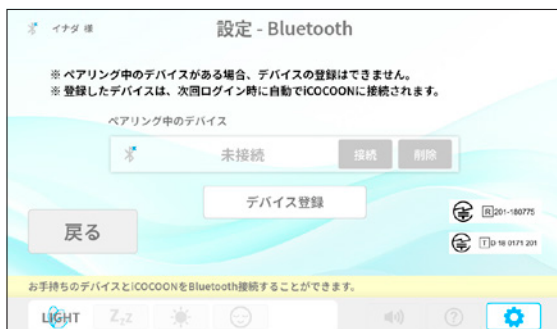 イナダ 様
設定 - Bluetooth
※ ペアリング中のデバイスがある場合、デバイスの登録はできません。
※ 登録したデバイスは、次回ログイン時に自動でiCOCOONに接続されます。
ペアリング中のデバイス
未接続 接続 削除
デバイス登録
R 201-180775
戻る
T D 18 0171 201
お手持ちのデバイスとiCOCOONをBluetooth接続することができます。
LIGHT ZzZ